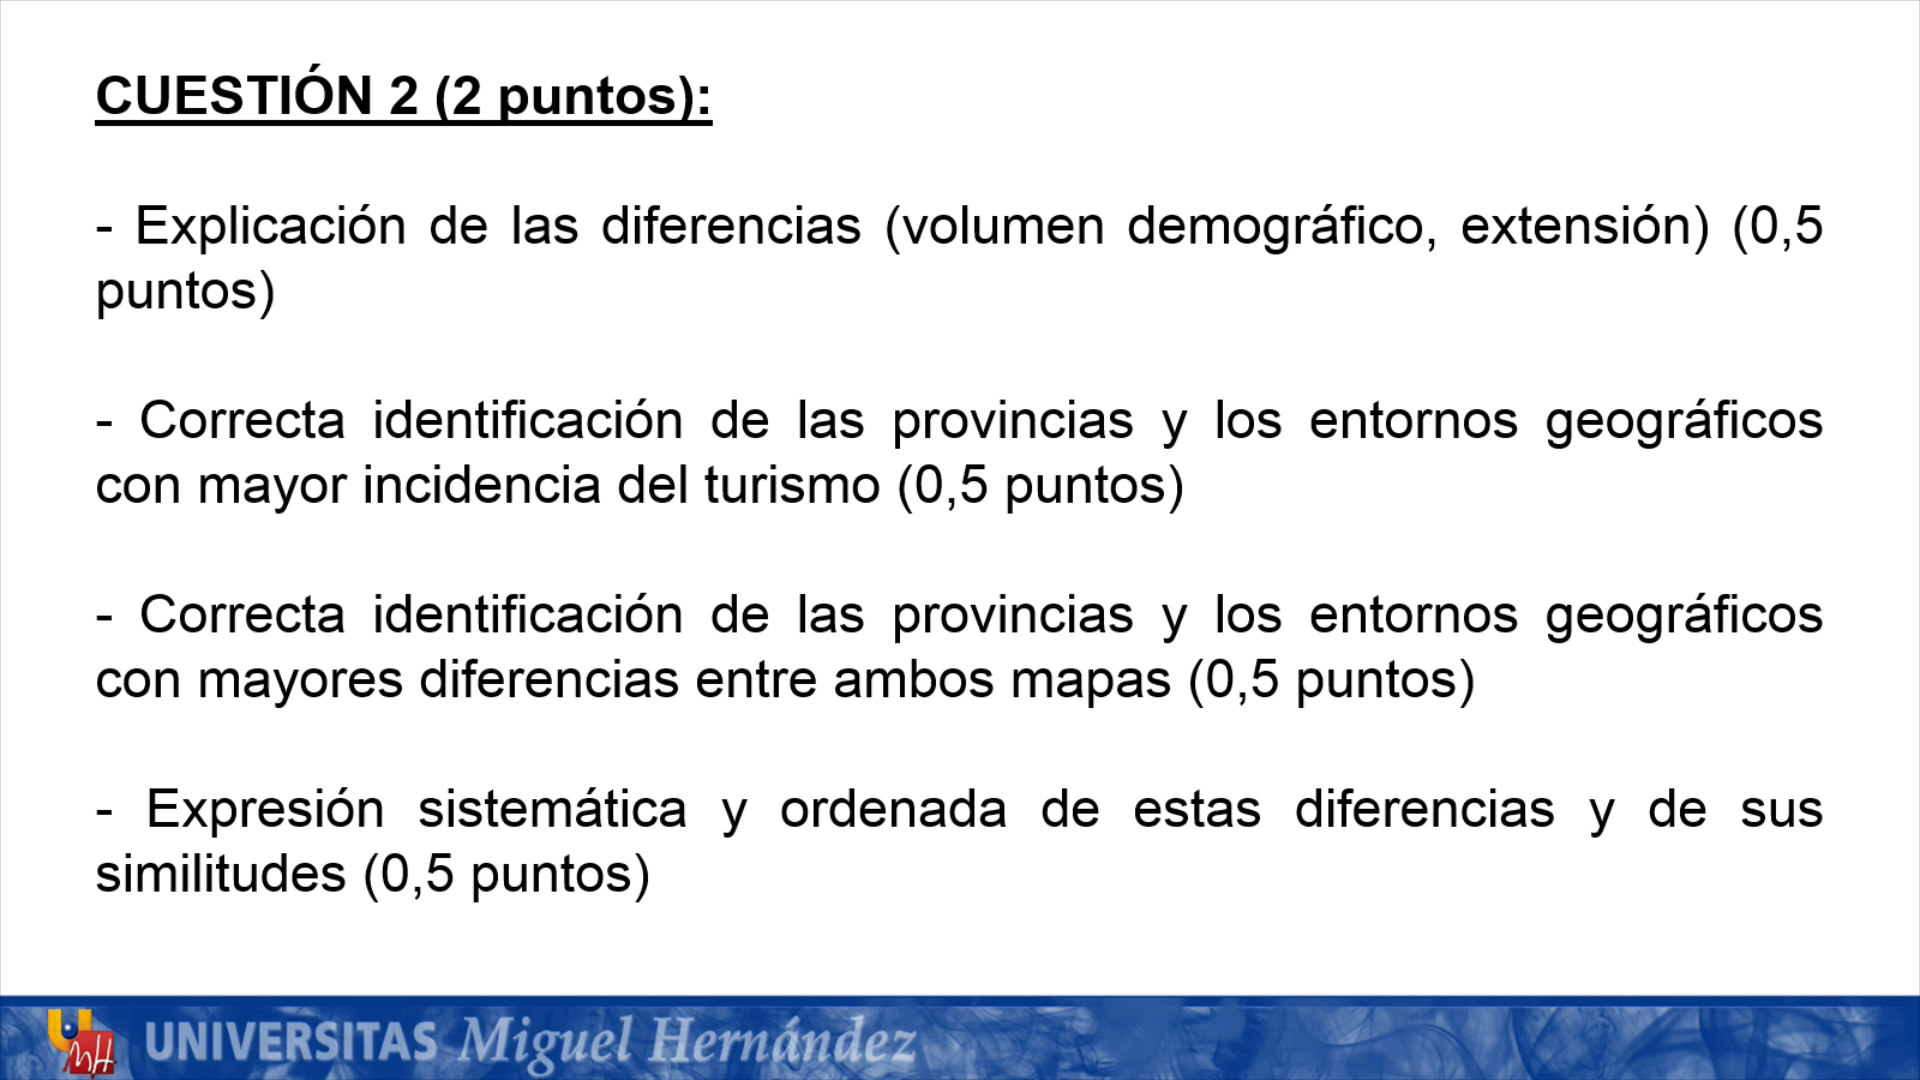 CUESTIÓN 2 (2 puntos):
- Explicación de las diferencias (volumen demográfico, extensión) (0,5
puntos)
- Correcta identificación de las provincias y los entornos geográficos
con mayor incidencia del turismo (0,5 puntos)
- Correcta identificación de las provincias y los entornos geográficos
con mayores diferencias entre ambos mapas (0,5 puntos)
- Expresión sistemática y ordenada de estas diferencias y de sus
similitudes (0,5 puntos)
UMH UNIVERSITAS Miguel Hernández